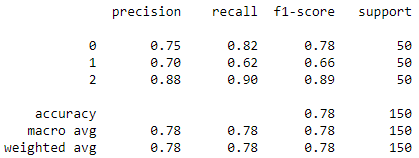 precision recall f1-score support
0 0.75 0.82 0.78 50
1 0.70 0.62 0.66 50
2 0.88 0.90 0.89 50
accuracy 0.78 150
macro avg 0.78 0.78 0.78 150
weighted avg 0.78 0.78 0.78 150